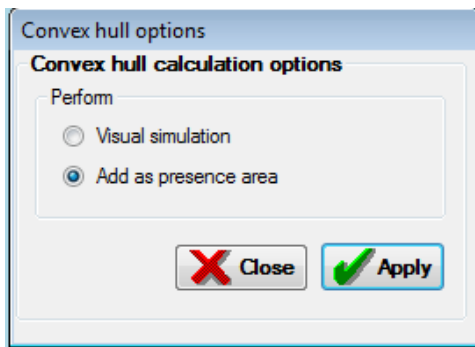 Convex hull options
Convex hull calculation options
Perform
Visual simulation
Add as presence area
Close
Apply